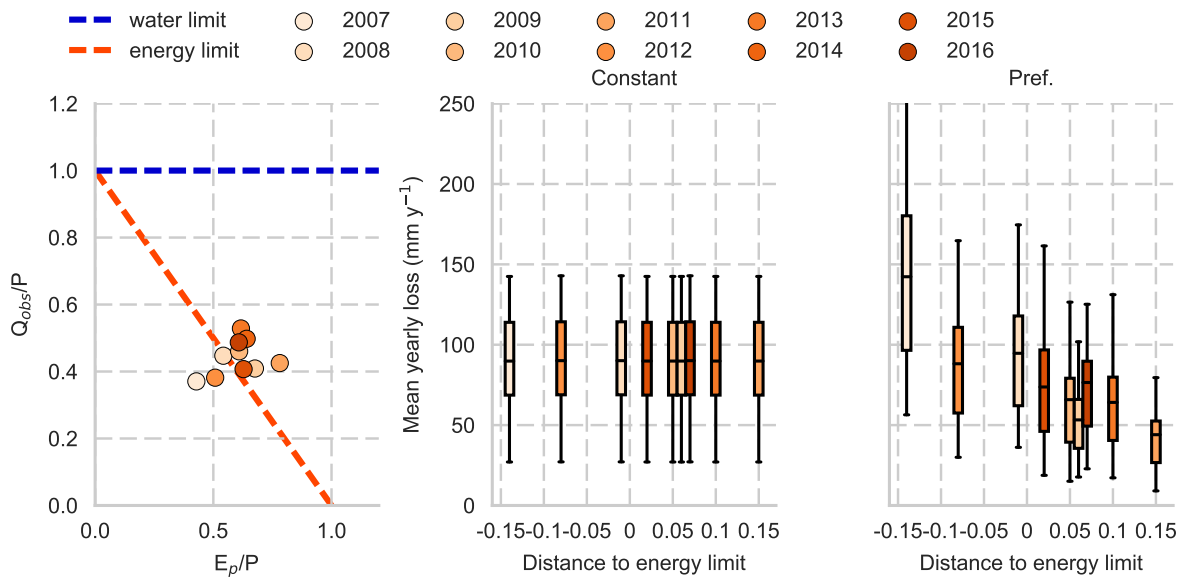 water limit 2007 2009 2011 2013 2015
energy limit 2008 2010 2012 2014 2016
Constant Pref.
1.2
1.0
0.8
0.6
0.4
0.2
0.0
Q_obs/P
0.0 0.5 1.0
E_p/P
250
200
150
100
50
0
Mean yearly loss (mm y⁻¹)
-0.15 -0.1 -0.05 0 0.05 0.1 0.15
Distance to energy limit
-0.15 -0.1 -0.05 0 0.05 0.1 0.15
Distance to energy limit